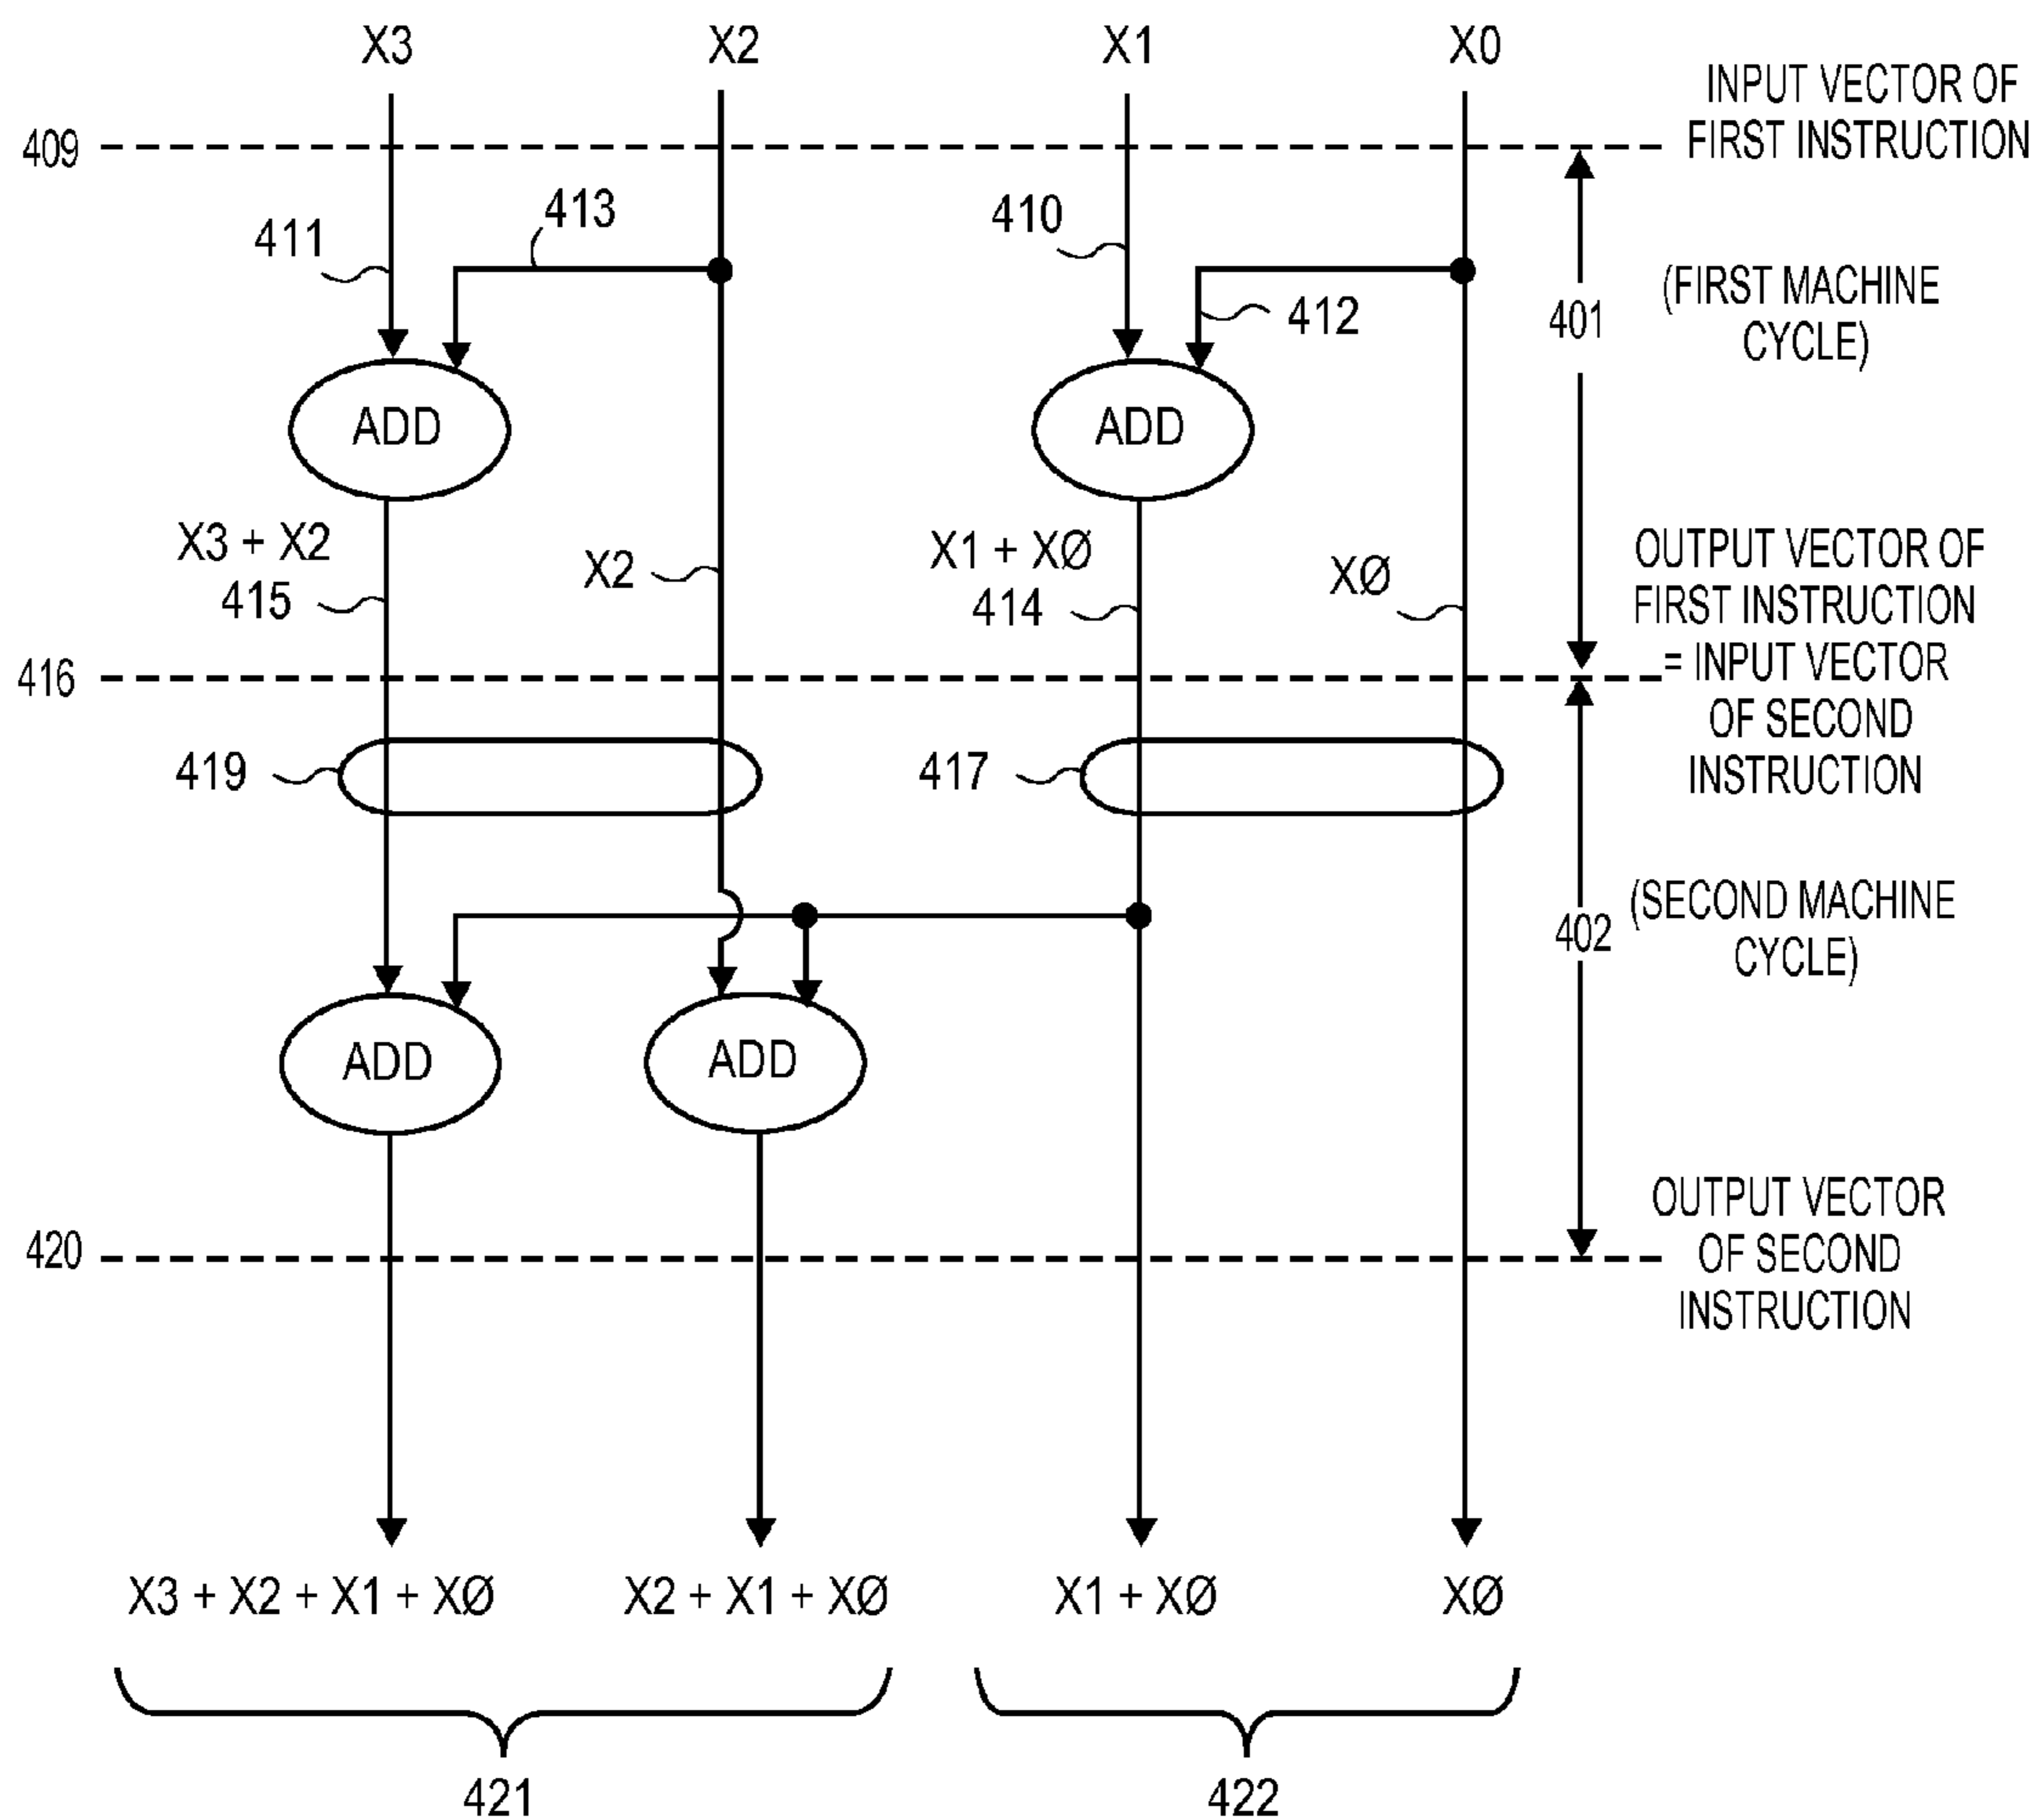 X3 X2 X1 X0
INPUT VECTOR OF
FIRST INSTRUCTION
409
413
410
411
412
(FIRST MACHINE
CYCLE)
401
ADD ADD
X3 + X2
415
X2
X1 + XØ
414
XØ
OUTPUT VECTOR OF
FIRST INSTRUCTION
= INPUT VECTOR
OF SECOND
INSTRUCTION
416
419
417
(SECOND MACHINE
CYCLE)
402
ADD ADD
OUTPUT VECTOR
OF SECOND
INSTRUCTION
420
X3 + X2 + X1 + XØ X2 + X1 + XØ X1 + XØ XØ
421 422